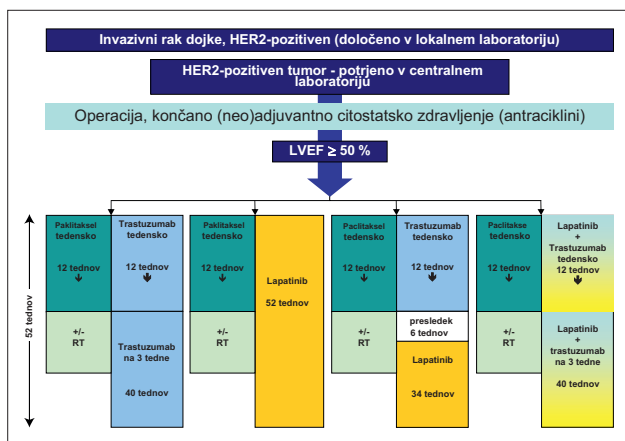 Invazivni rak dojke, HER2-pozitiven (določeno v lokalnem laboratoriju)
HER2-pozitiven tumor - potrjeno v centralnem
laboratoriju
Operacija, končano (neo)adjuvantno citostatsko zdravljenje (antraciklini)
LVEF ≥ 50 %
52 tednov
Paklitaksel
tedensko
12 tednov
+/-
RT
Trastuzumab
tedensko
12 tednov
Trastuzumab
na 3 tedne
40 tednov
Paklitaksel
tedensko
12 tednov
+/-
RT
Lapatinib
52 tednov
Paclitaksel
tedensko
12 tednov
+/-
RT
Trastuzumab
tedensko
12 tednov
presledek
6 tednov
Lapatinib
34 tednov
Paclitakse
tedensko
12 tednov
+/-
RT
Lapatinib
+
Trastuzumab
tedensko
12 tednov
Lapatinib
+
trastuzumab
na 3 tedne
40 tednov